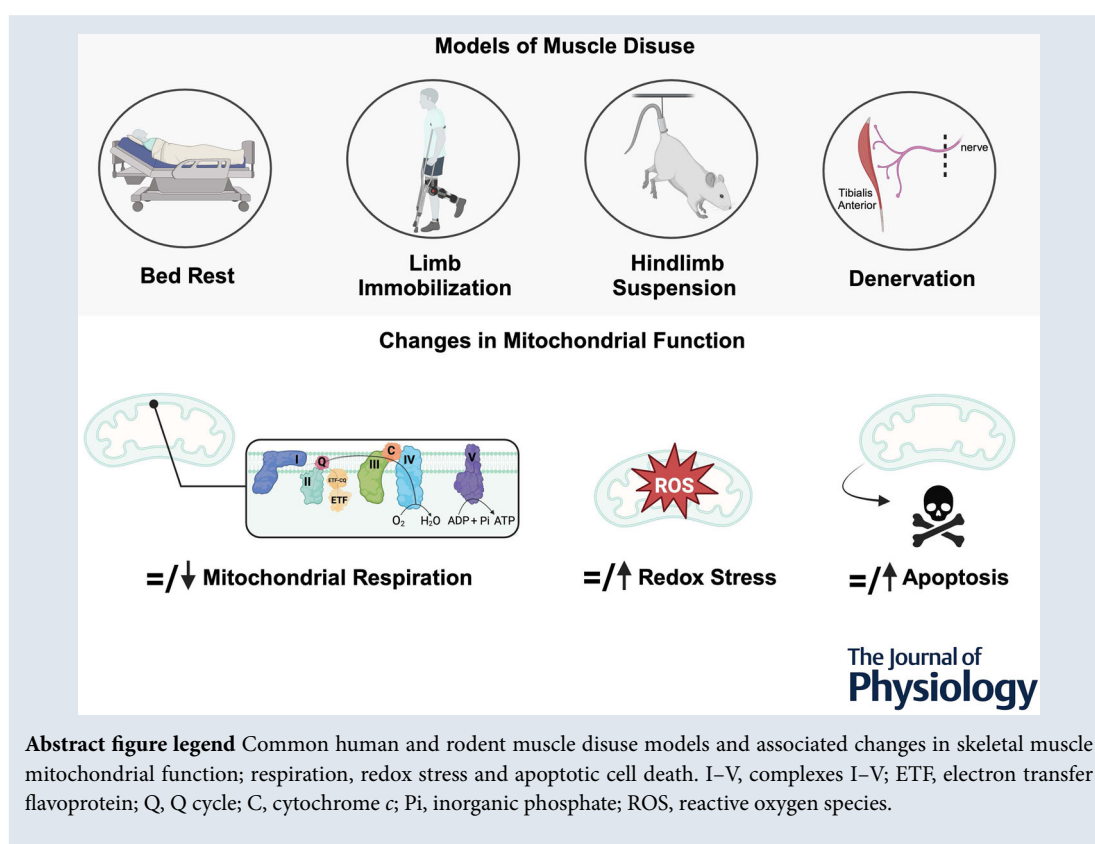 Models of Muscle Disuse
nerve
Tibialis
Anterior
Bed Rest
Limb
Immobilization
Hindlimb
Suspension
Denervation
Changes in Mitochondrial Function
I
Q
II
ETF-CQ
ETF
III
C
IV
V
O₂
H₂O
ADP + Pi
ATP
ROS
=/↓ Mitochondrial Respiration
=/↑ Redox Stress
=/↑ Apoptosis
The Journal of
Physiology
Abstract figure legend Common human and rodent muscle disuse models and associated changes in skeletal muscle
mitochondrial function; respiration, redox stress and apoptotic cell death. I–V, complexes I–V; ETF, electron transfer
flavoprotein; Q, Q cycle; C, cytochrome c; Pi, inorganic phosphate; ROS, reactive oxygen species.